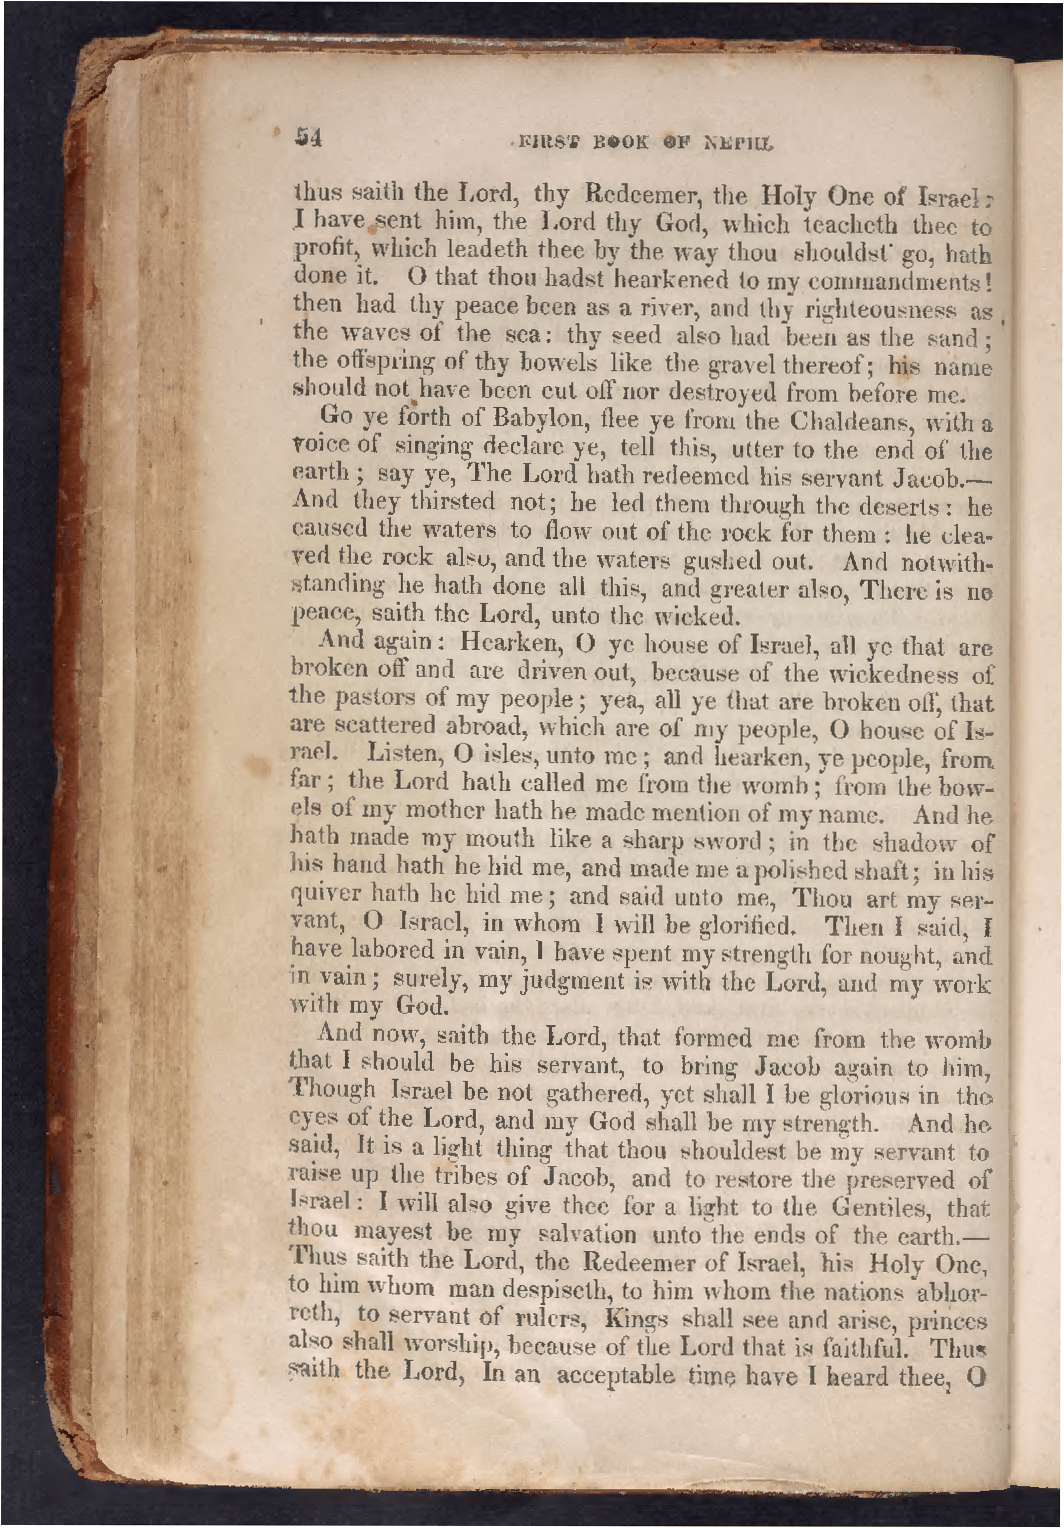 54 FIRST BOOK OF NEPHI.
thus saith the Lord, thy Redeemer, the Holy One of Israel:
I have sent him, the Lord thy God, which teacheth thee to
profit, which leadeth thee by the way thou shouldst go, hath
done it. O that thou hadst hearkened to my commandments!
then had thy peace been as a river, and thy righteousness as
the waves of the sea: thy seed also had been as the sand;
the offspring of thy bowels like the gravel thereof; his name
should not have been cut off nor destroyed from before me.
Go ye forth of Babylon, flee ye from the Chaldeans, with a
voice of singing declare ye, tell this, utter to the end of the
earth; say ye, The Lord hath redeemed his servant Jacob.—
And they thirsted not; he led them through the deserts: he
caused the waters to flow out of the rock for them: he clea-
ved the rock also, and the waters gushed out. And notwith-
standing he hath done all this, and greater also, There is no
peace, saith the Lord, unto the wicked.
And again: Hearken, O ye house of Israel, all ye that are
broken off and are driven out, because of the wickedness of
the pastors of my people; yea, all ye that are broken off, that
are scattered abroad, which are of my people, O house of Is-
rael. Listen, O isles, unto me; and hearken, ye people, from
far; the Lord hath called me from the womb; from the bow-
els of my mother hath he made mention of my name. And he
hath made my mouth like a sharp sword; in the shadow of
his hand hath he hid me, and made me a polished shaft; in his
quiver hath he hid me; and said unto me, Thou art my ser-
vant, O Israel, in whom I will be glorified. Then I said, I
have labored in vain, I have spent my strength for nought, and
in vain; surely, my judgment is with the Lord, and my work
with my God.
And now, saith the Lord, that formed me from the womb
that I should be his servant, to bring Jacob again to him,
Though Israel be not gathered, yet shall I be glorious in the
eyes of the Lord, and my God shall be my strength. And he
said, It is a light thing that thou shouldest be my servant to
raise up the tribes of Jacob, and to restore the preserved of
Israel: I will also give thee for a light to the Gentiles, that
thou mayest be my salvation unto the ends of the earth.—
Thus saith the Lord, the Redeemer of Israel, his Holy One,
to him whom man despiseth, to him whom the nations abhor-
reth, to servant of rulers, Kings shall see and arise, princes
also shall worship, because of the Lord that is faithful. Thus
saith the Lord, In an acceptable time have I heard thee, O